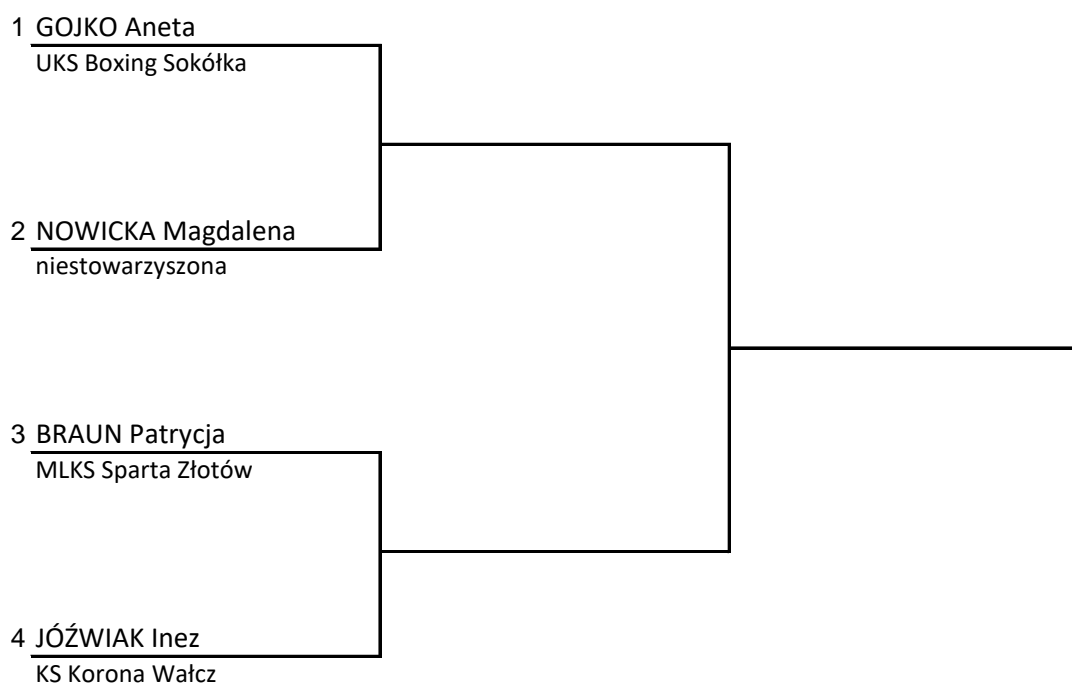 1 GOJKO Aneta
UKS Boxing Sokółka
2 NOWICKA Magdalena
niestowarzyszona
3 BRAUN Patrycja
MLKS Sparta Złotów
4 JÓŹWIAK Inez
KS Korona Wałcz